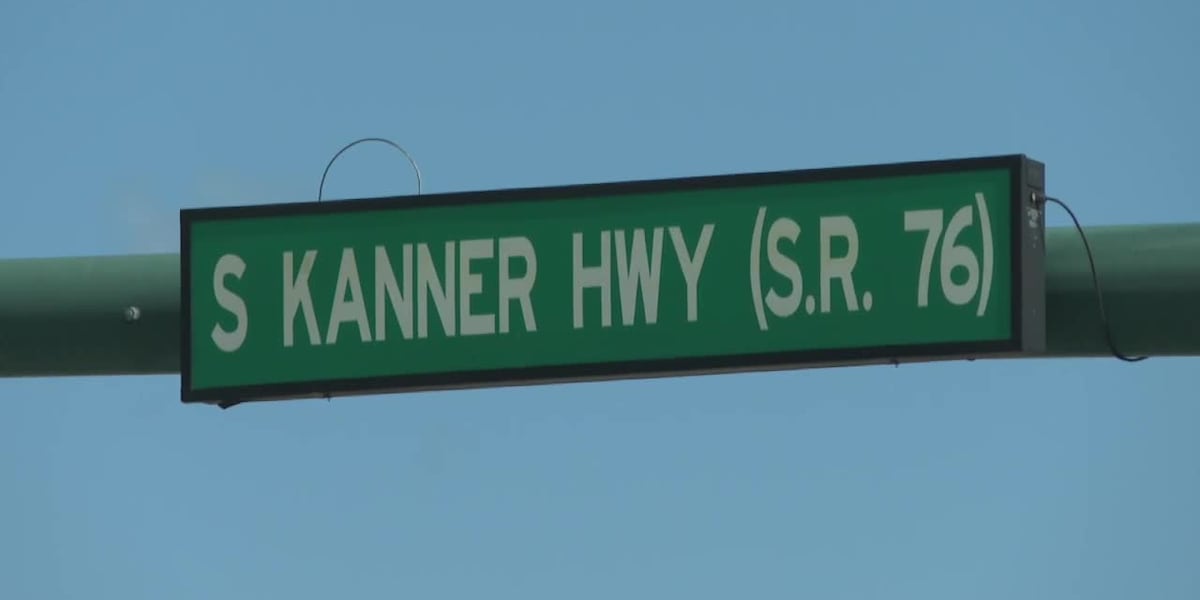 S KANNER HWY (S.R. 76)